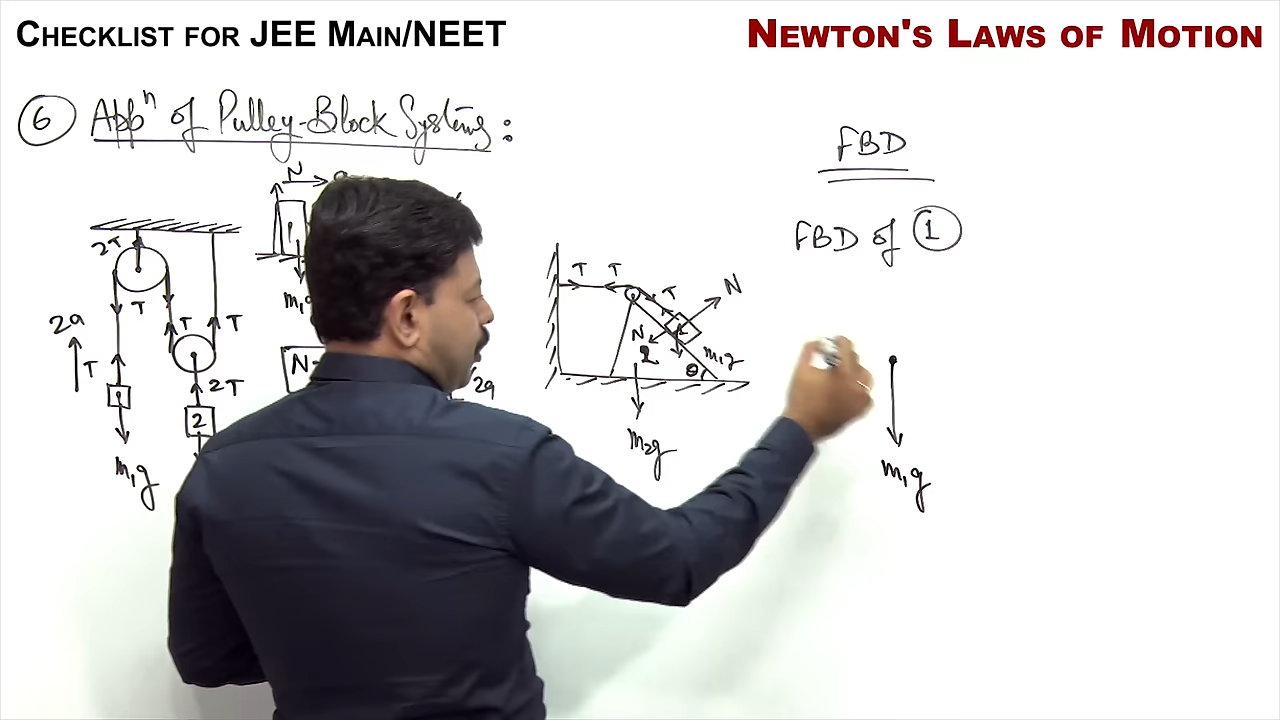 CHECKLIST FOR JEE MAIN/NEET
NEWTON'S LAWS OF MOTION
6 Appⁿ of Pulley-Block Systems:
FBD
FBD of 1
N
1
m₁g
N-
2T
T
T
T
2a
T
2T
2
m₁g
2a
T T
T
N
N
2
m₁g
θ
m₂g
m₁g